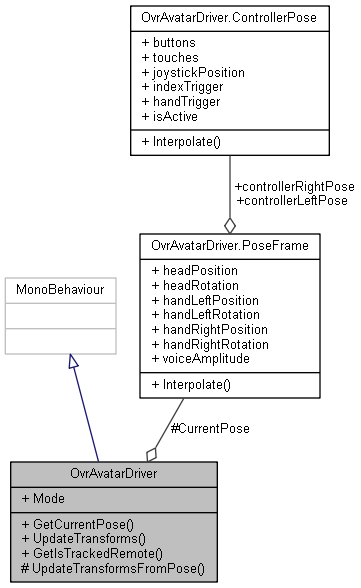 OvrAvatarDriver.ControllerPose
+ buttons
+ touches
+ joystickPosition
+ indexTrigger
+ handTrigger
+ isActive
+ Interpolate()
+controllerRightPose
+controllerLeftPose
OvrAvatarDriver.PoseFrame
+ headPosition
+ headRotation
+ handLeftPosition
+ handLeftRotation
+ handRightPosition
+ handRightRotation
+ voiceAmplitude
+ Interpolate()
MonoBehaviour
#CurrentPose
OvrAvatarDriver
+ Mode
+ GetCurrentPose()
+ UpdateTransforms()
+ GetIsTrackedRemote()
# UpdateTransformsFromPose()